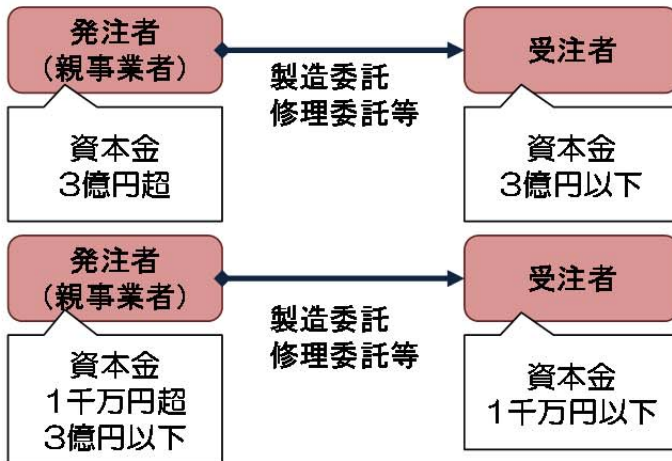 発注者
(親事業者)
製造委託
修理委託等
受注者
資本金
3億円超
資本金
3億円以下
発注者
(親事業者)
製造委託
修理委託等
受注者
資本金
1千万円超
3億円以下
資本金
1千万円以下